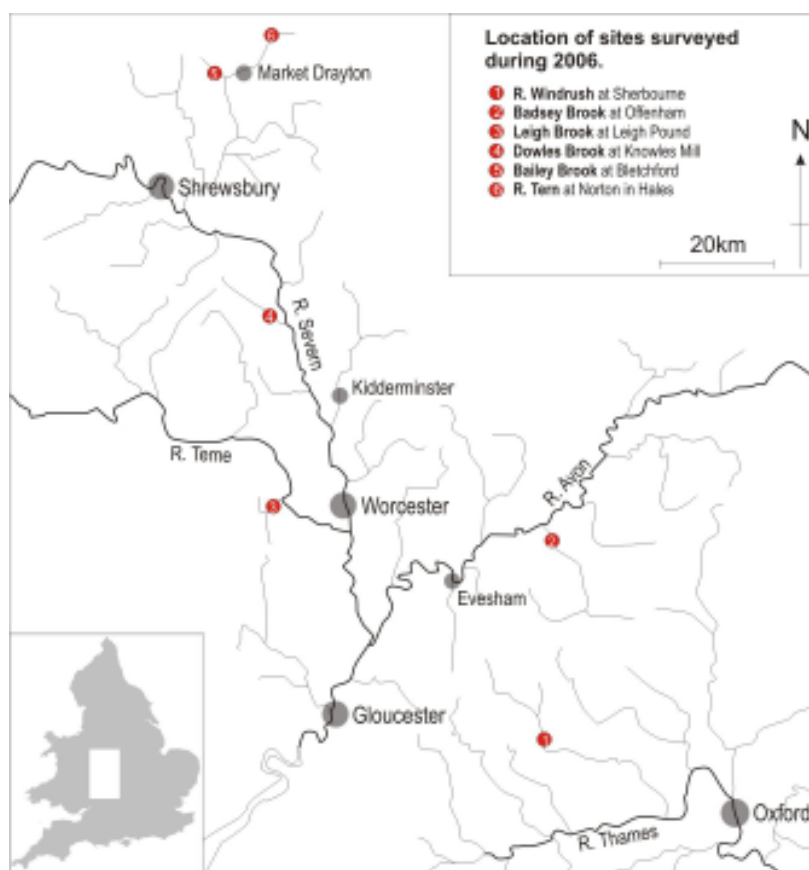 Location of sites surveyed
during 2006.
1 R. Windrush at Sherbourne
2 Badsey Brook at Offenham
3 Leigh Brook at Leigh Pound
4 Dowles Brook at Knowles Mill
5 Bailey Brook at Bletchford
6 R. Tern at Norton in Hales
N
20km
6
5
Market Drayton
Shrewsbury
4
R. Severn
Kidderminster
R. Teme
R. Avon
3
Worcester
2
Evesham
Gloucester
1
Oxford
R. Thames